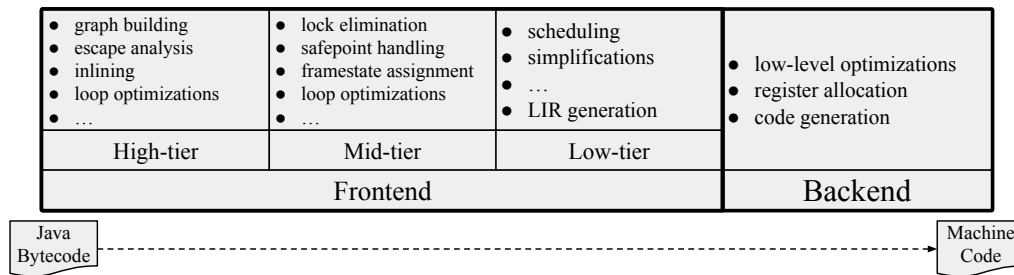 ● graph building
● escape analysis
● inlining
● loop optimizations
● …
High-tier
● lock elimination
● safepoint handling
● framestate assignment
● loop optimizations
● …
Mid-tier
● scheduling
● simplifications
● …
● LIR generation
Low-tier
Frontend
● low-level optimizations
● register allocation
● code generation
Backend
Java
Bytecode
Machine
Code